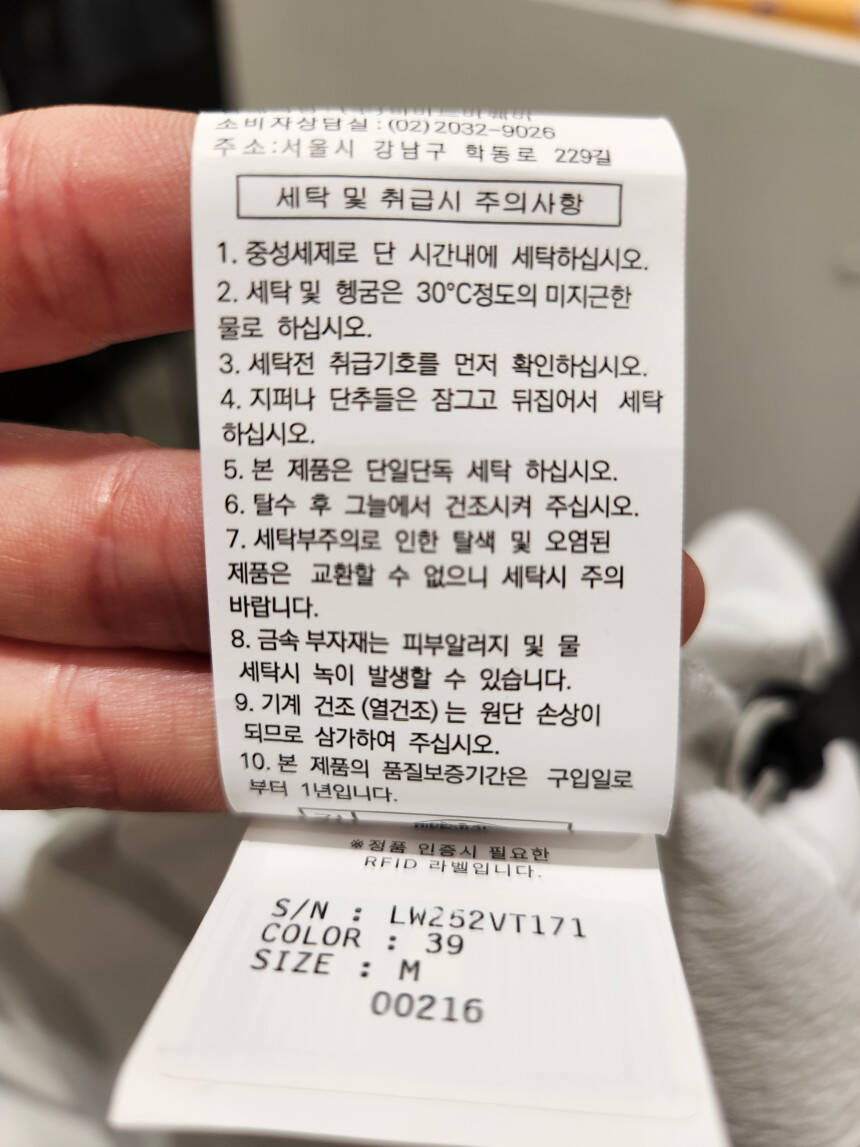 소비자상담실:(02)2032-9026
주소:서울시 강남구 학동로 229길
세탁 및 취급시 주의사항
1. 중성세제로 단 시간내에 세탁하십시오.
2. 세탁 및 헹굼은 30°C정도의 미지근한
물로 하십시오.
3. 세탁전 취급기호를 먼저 확인하십시오.
4. 지퍼나 단추들은 잠그고 뒤집어서 세탁
하십시오.
5. 본 제품은 단일단독 세탁 하십시오.
6. 탈수 후 그늘에서 건조시켜 주십시오.
7. 세탁부주의로 인한 탈색 및 오염된
제품은 교환할 수 없으니 세탁시 주의
바랍니다.
8. 금속 부자재는 피부알러지 및 물
세탁시 녹이 발생할 수 있습니다.
9. 기계 건조 (열건조) 는 원단 손상이
되므로 삼가하여 주십시오.
10. 본 제품의 품질보증기간은 구입일로
부터 1년입니다.
※정품 인증시 필요한
RFID 라벨입니다.
S/N : LW252VT171
COLOR : 39
SIZE : M
00216